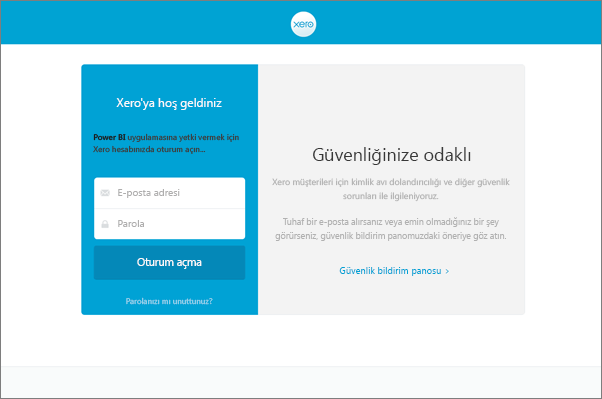 xero
Xero'ya hoş geldiniz
Power BI uygulamasına yetki vermek için
Xero hesabınızda oturum açın...
E-posta adresi
Parola
Oturum açma
Parolanızı mı unuttunuz?
Güvenliğinize odaklı
Xero müşterileri için kimlik avı dolandırıcılığı ve diğer güvenlik
sorunları ile ilgileniyoruz.
Tuhaf bir e-posta alırsanız veya emin olmadığınız bir şey
görürseniz, güvenlik bildirim panomuzdaki öneriye göz atın.
Güvenlik bildirim panosu >